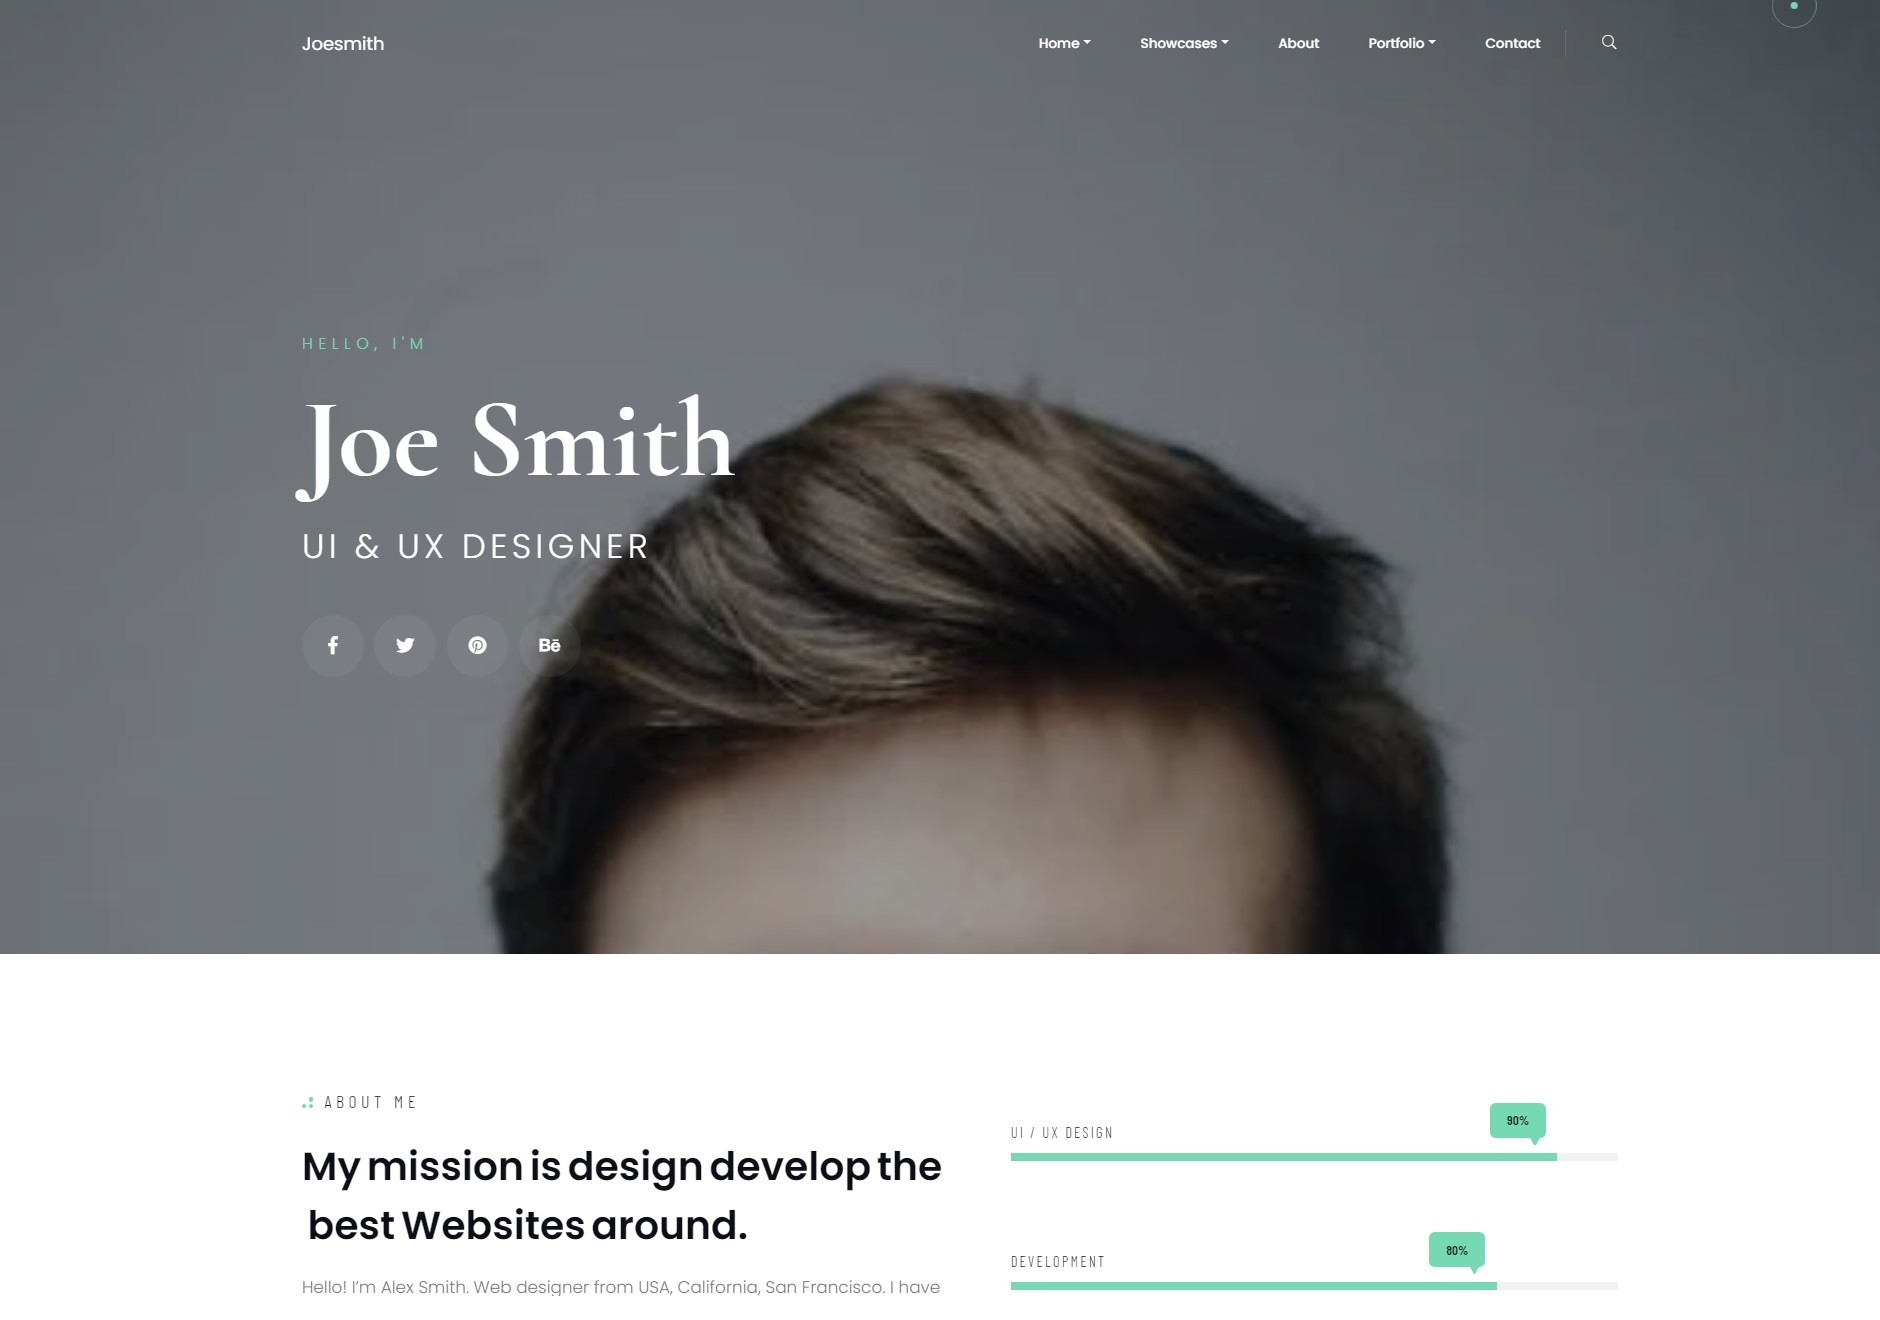 Joesmith
Home
Showcases
About
Portfolio
Contact
HELLO, I'M
Joe Smith
UI & UX DESIGNER
Bē
ABOUT ME
My mission is design develop the
best Websites around.
Hello! I’m Alex Smith. Web designer from USA, California, San Francisco. I have
90%
UI / UX DESIGN
80%
DEVELOPMENT